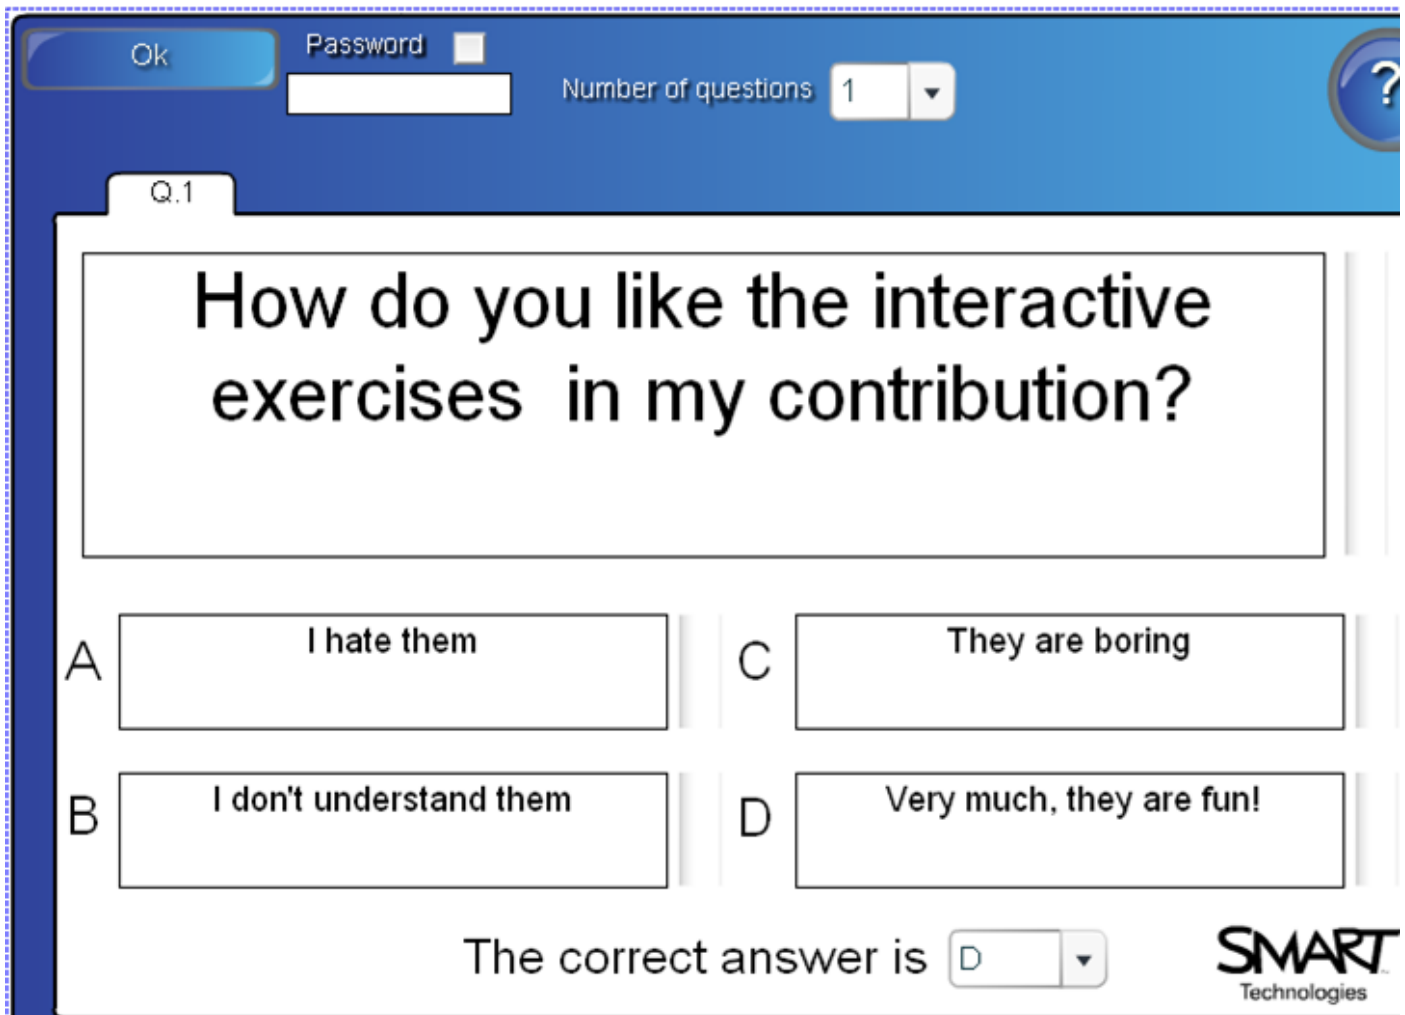 Ok
Password
Number of questions 1
?
Q.1
How do you like the interactive
exercises in my contribution?
A I hate them
C They are boring
B I don't understand them
D Very much, they are fun!
The correct answer is D
SMART
Technologies